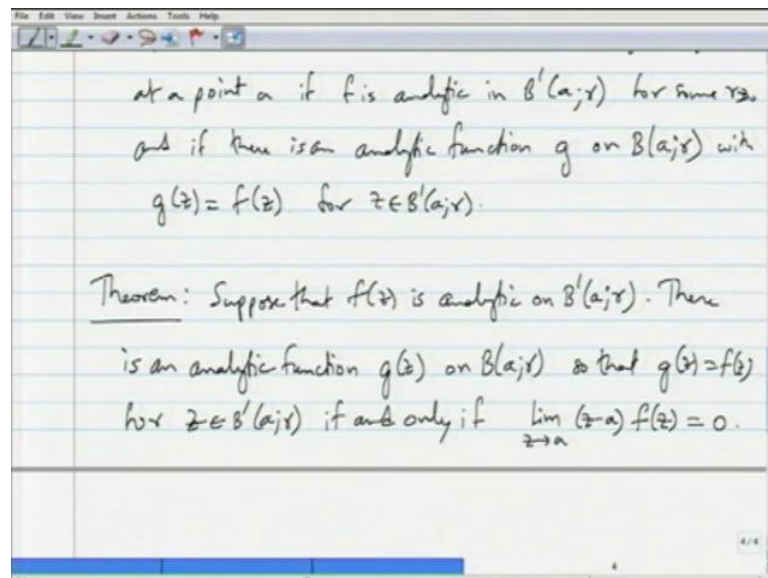 File Edit View Insert Actions Tools Help
at a point a if f is analytic in B'(a;r) for some r>0.
and if there is an analytic function g on B(a;r) with
g(z) = f(z) for z∈B'(a;r).
Theorem: Suppose that f(z) is analytic on B'(a;r). There
is an analytic function g(z) on B(a;r) so that g(z)=f(z)
for z∈B'(a;r) if and only if Lim (z-a) f(z) = 0.
z→a
4/4
6